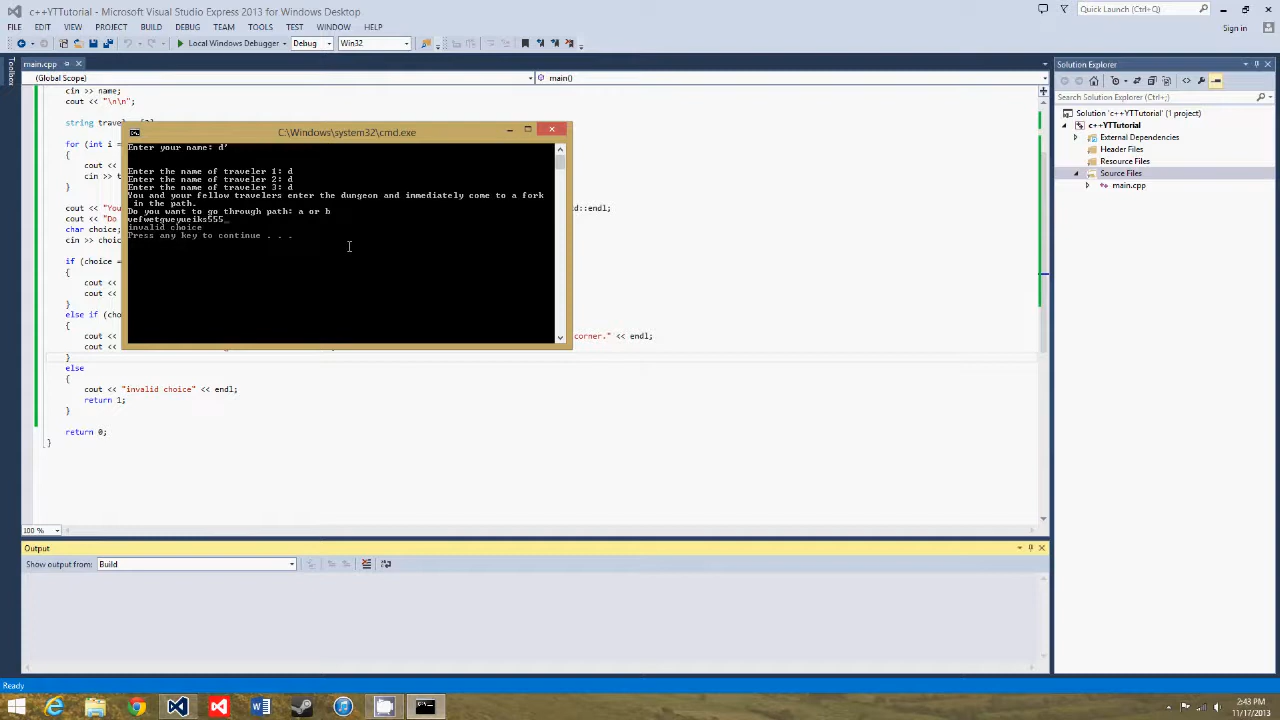 c++YTTutorial - Microsoft Visual Studio Express 2013 for Windows Desktop
Quick Launch (Ctrl+Q)
FILE EDIT VIEW PROJECT BUILD DEBUG TEAM TOOLS TEST WINDOW HELP
Sign in
Local Windows Debugger Debug Win32
Toolbox
main.cpp
(Global Scope) main()
cin >> name;
cout << "\n\n";
string travel
for (int i =
{
cout <<
cin >> t
}
cout << "You
d::endl;
cout << "Do
char choice;
cin >> choic
if (choice =
{
cout <<
cout <<
}
else if (cho
{
cout <<
corner." << endl;
cout <<
}
else
{
cout << "invalid choice" << endl;
return 1;
}
return 0;
}
C:\Windows\system32\cmd.exe
Enter your name: d'
Enter the name of traveler 1: d
Enter the name of traveler 2: d
Enter the name of traveler 3: d
You and your fellow travelers enter the dungeon and immediately come to a fork
in the path.
Do you want to go through path: a or b
vefwetgweyueiks555_
invalid choice
Press any key to continue . . .
100 %
Output
Show output from: Build
Solution Explorer
Search Solution Explorer (Ctrl+;)
Solution 'c++YTTutorial' (1 project)
c++YTTutorial
External Dependencies
Header Files
Resource Files
Source Files
main.cpp
Ready
2:43 PM
11/17/2013